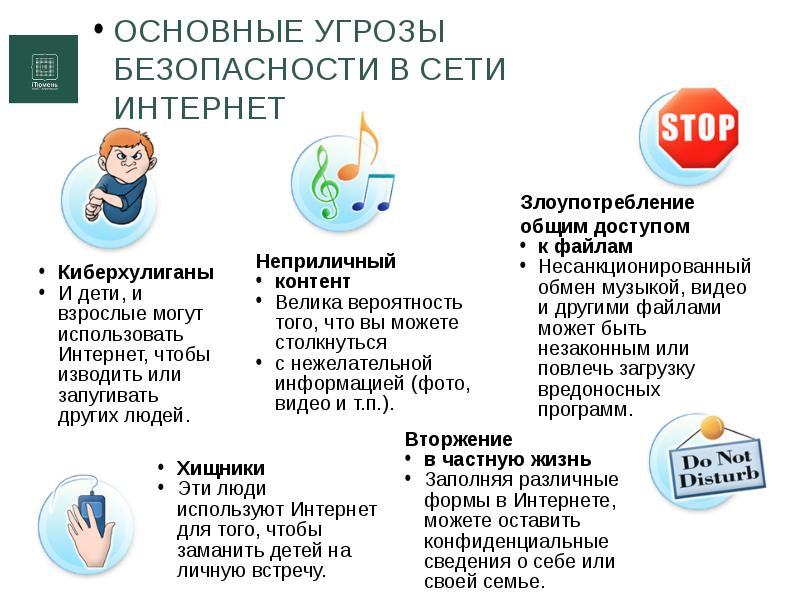 • ОСНОВНЫЕ УГРОЗЫ
БЕЗОПАСНОСТИ В СЕТИ
ИНТЕРНЕТ
iТюмень
STOP
• Киберхулиганы
• И дети, и
взрослые могут
использовать
Интернет, чтобы
изводить или
запугивать
других людей.
Неприличный
• контент
• Велика вероятность
того, что вы можете
столкнуться
• с нежелательной
информацией (фото,
видео и т.п.).
Злоупотребление
общим доступом
• к файлам
• Несанкционированный
обмен музыкой, видео
и другими файлами
может быть
незаконным или
повлечь загрузку
вредоносных
программ.
• Хищники
• Эти люди
используют Интернет
для того, чтобы
заманить детей на
личную встречу.
Вторжение
• в частную жизнь
• Заполняя различные
формы в Интернете,
можете оставить
конфиденциальные
сведения о себе или
своей семье.
Do Not
Disturb